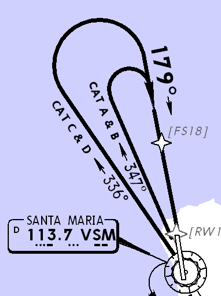 179°
[FS18]
CAT A & B
347°
CAT C & D
336°
[RW1
SANTA MARIA
D 113.7 VSM